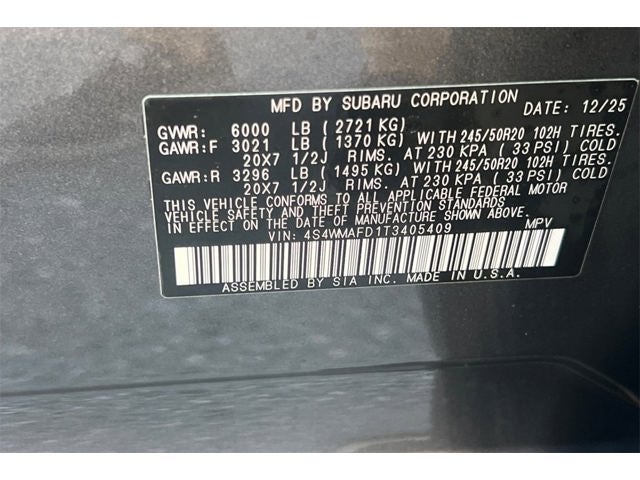 MFD BY SUBARU CORPORATION DATE: 12/25
GVWR: 6000 LB ( 2721 KG)
GAWR:F 3021 LB ( 1370 KG) WITH 245/50R20 102H TIRES.
20X7 1/2J RIMS. AT 230 KPA ( 33 PSI) COLD
GAWR:R 3296 LB ( 1495 KG) WITH 245/50R20 102H TIRES.
20X7 1/2J RIMS. AT 230 KPA ( 33 PSI) COLD
THIS VEHICLE CONFORMS TO ALL APPLICABLE FEDERAL MOTOR
VEHICLE SAFETY AND THEFT PREVENTION STANDARDS
IN EFFECT ON THE DATE OF MANUFACTURE SHOWN ABOVE.
VIN: 4S4WMAFD1T3405409 MPV
ASSEMBLED BY SIA INC. MADE IN U.S.A.